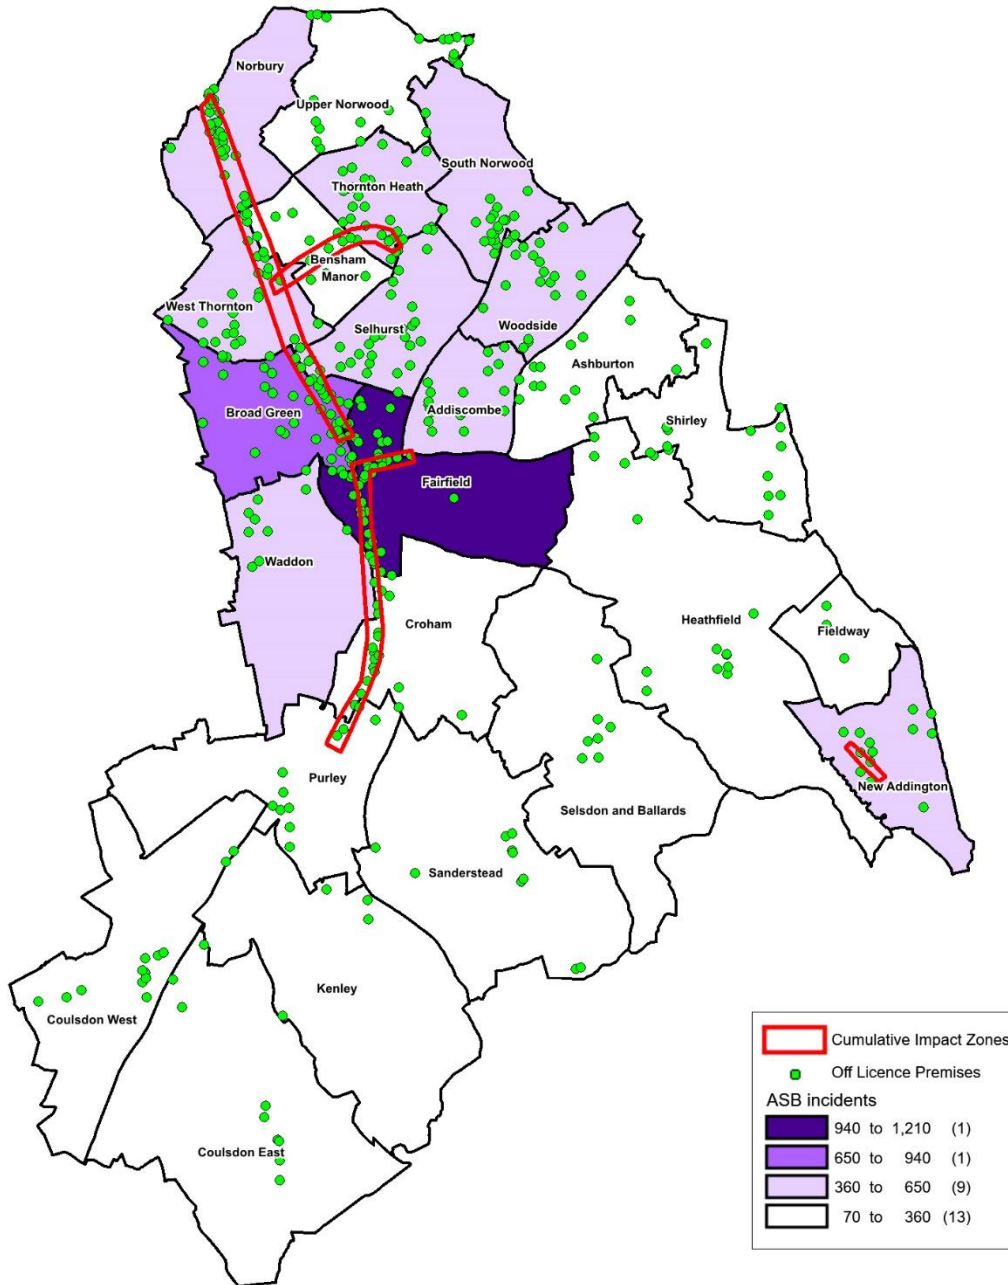 Norbury
Upper Norwood
South Norwood
Thornton Heath
Bensham
Manor
West Thornton
Selhurst
Woodside
Ashburton
Broad Green
Addiscombe
Shirley
Fairfield
Waddon
Croham
Heathfield
Fieldway
Purley
New Addington
Selsdon and Ballards
Sanderstead
Kenley
Coulsdon West
Coulsdon East
Cumulative Impact Zones
Off Licence Premises
ASB incidents
940 to 1,210 (1)
650 to 940 (1)
360 to 650 (9)
70 to 360 (13)